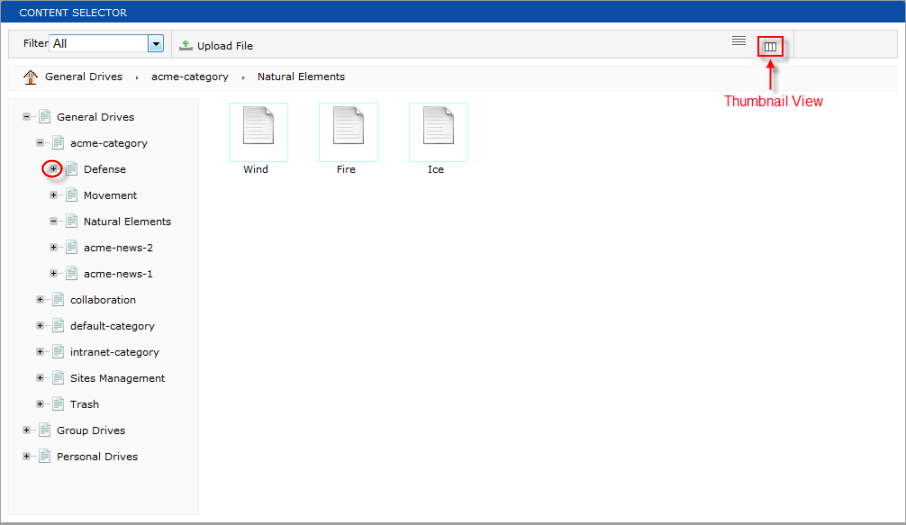 CONTENT SELECTOR
Filter All Upload File
General Drives acme-category Natural Elements
Thumbnail View
General Drives
acme-category
Defense
Movement
Natural Elements
acme-news-2
acme-news-1
collaboration
default-category
intranet-category
Sites Management
Trash
Group Drives
Personal Drives
Wind Fire Ice